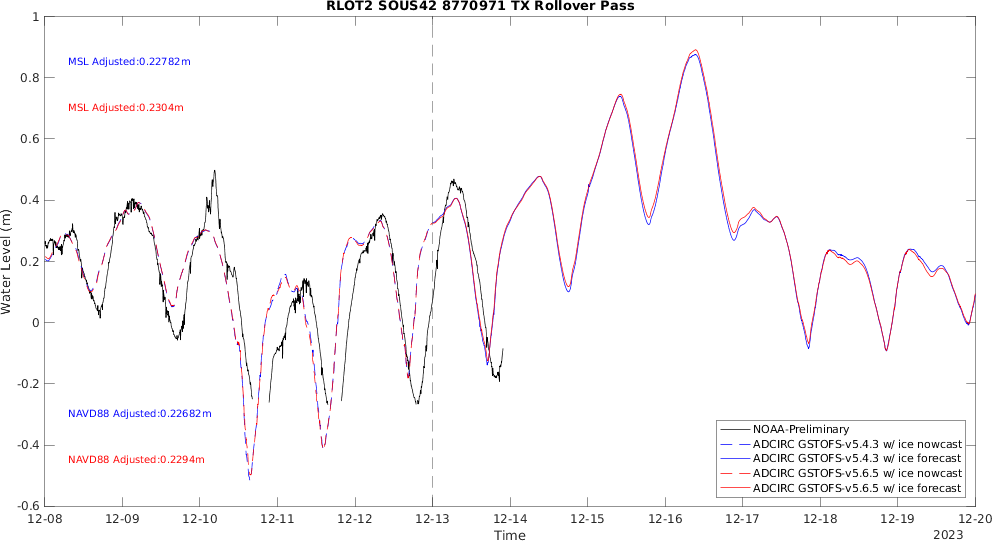 RLOT2 SOUS42 8770971 TX Rollover Pass
Water Level (m)
1
0.8
0.6
0.4
0.2
0
-0.2
-0.4
-0.6
MSL Adjusted:0.22782m
MSL Adjusted:0.2304m
NAVD88 Adjusted:0.22682m
NAVD88 Adjusted:0.2294m
NOAA-Preliminary
ADCIRC GSTOFS-v5.4.3 w/ ice nowcast
ADCIRC GSTOFS-v5.4.3 w/ ice forecast
ADCIRC GSTOFS-v5.6.5 w/ ice nowcast
ADCIRC GSTOFS-v5.6.5 w/ ice forecast
12-08 12-09 12-10 12-11 12-12 12-13 12-14 12-15 12-16 12-17 12-18 12-19 12-20
Time
2023